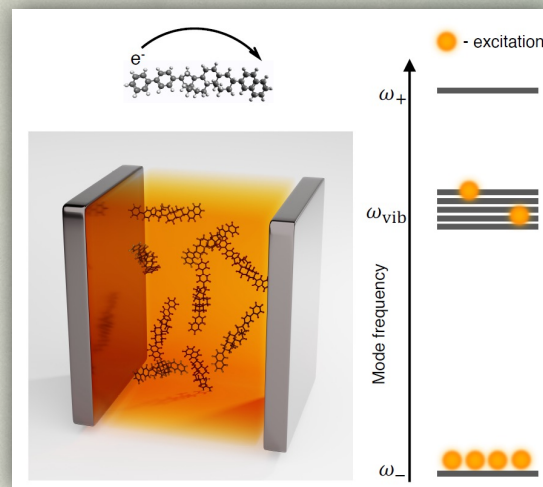 e-
- excitation
ω+
ωvib
Mode frequency
ω−